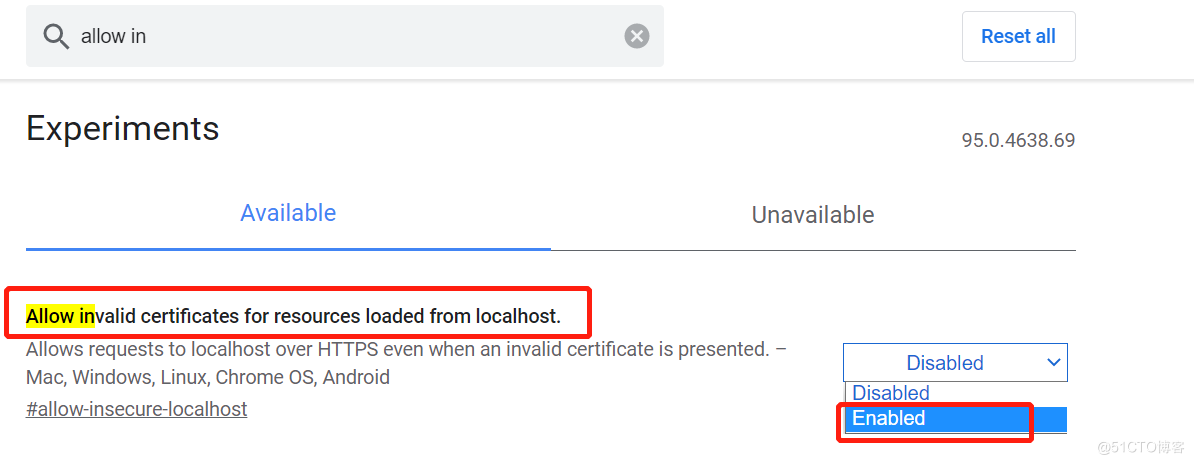 allow in
Reset all
Experiments
95.0.4638.69
Available
Unavailable
Allow invalid certificates for resources loaded from localhost.
Allows requests to localhost over HTTPS even when an invalid certificate is presented. –
Mac, Windows, Linux, Chrome OS, Android
#allow-insecure-localhost
Disabled
Disabled
Enabled
@51CTO博客